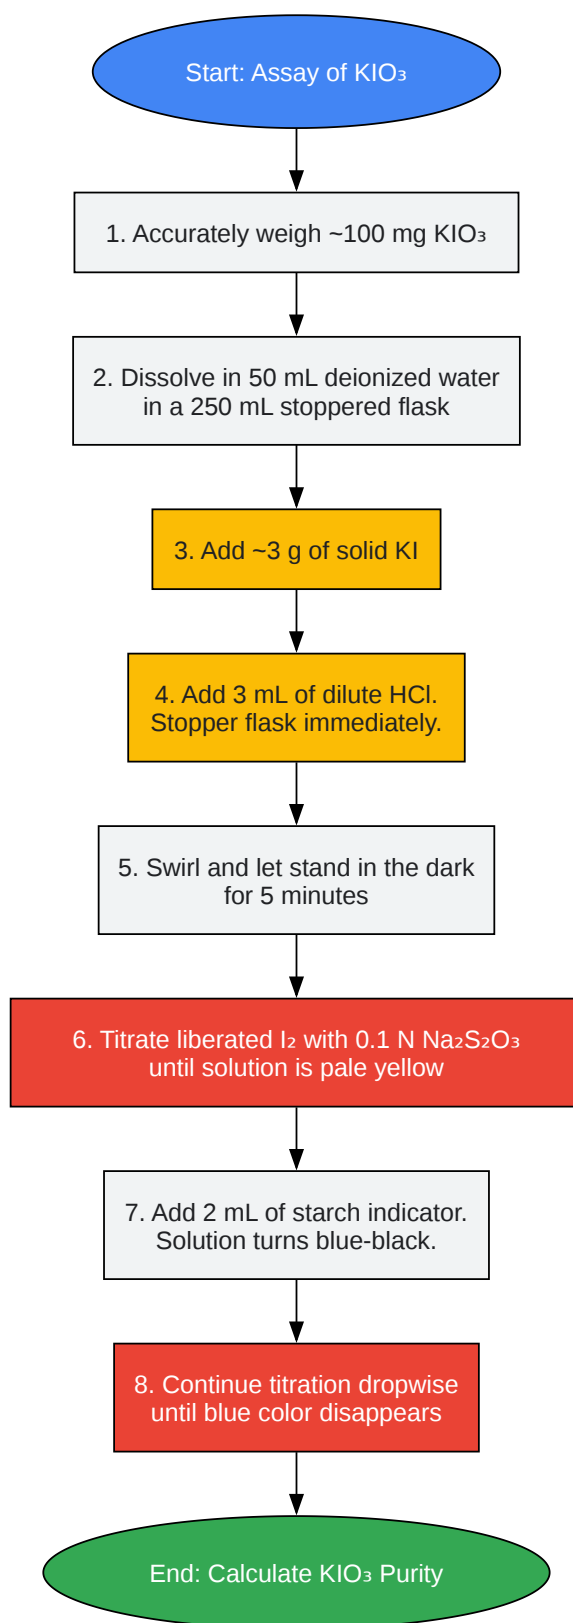 Start: Assay of KIO₃
1. Accurately weigh ~100 mg KIO₃
2. Dissolve in 50 mL deionized water
in a 250 mL stoppered flask
3. Add ~3 g of solid KI
4. Add 3 mL of dilute HCl.
Stopper flask immediately.
5. Swirl and let stand in the dark
for 5 minutes
6. Titrate liberated I₂ with 0.1 N Na₂S₂O₃
until solution is pale yellow
7. Add 2 mL of starch indicator.
Solution turns blue-black.
8. Continue titration dropwise
until blue color disappears
End: Calculate KIO₃ Purity